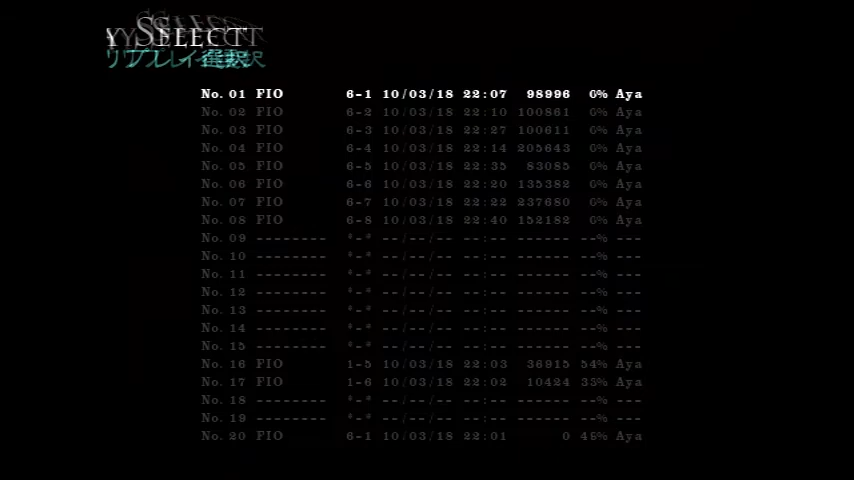 Y SELECT
リプレイ選択
No. 01 FIO 6-1 10/03/18 22:07 98996 0% Aya
No. 02 FIO 6-2 10/03/18 22:10 100861 0% Aya
No. 03 FIO 6-3 10/03/18 22:27 100611 0% Aya
No. 04 FIO 6-4 10/03/18 22:14 205643 0% Aya
No. 05 FIO 6-5 10/03/18 22:35 83085 0% Aya
No. 06 FIO 6-6 10/03/18 22:20 135382 0% Aya
No. 07 FIO 6-7 10/03/18 22:22 237680 0% Aya
No. 08 FIO 6-8 10/03/18 22:40 152182 0% Aya
No. 09 -------- *-* --/--/-- --:-- ------ --% ---
No. 10 -------- *-* --/--/-- --:-- ------ --% ---
No. 11 -------- *-* --/--/-- --:-- ------ --% ---
No. 12 -------- *-* --/--/-- --:-- ------ --% ---
No. 13 -------- *-* --/--/-- --:-- ------ --% ---
No. 14 -------- *-* --/--/-- --:-- ------ --% ---
No. 15 -------- *-* --/--/-- --:-- ------ --% ---
No. 16 FIO 1-5 10/03/18 22:03 36915 54% Aya
No. 17 FIO 1-6 10/03/18 22:02 10424 33% Aya
No. 18 -------- *-* --/--/-- --:-- ------ --% ---
No. 19 -------- *-* --/--/-- --:-- ------ --% ---
No. 20 FIO 6-1 10/03/18 22:01 0 % Aya